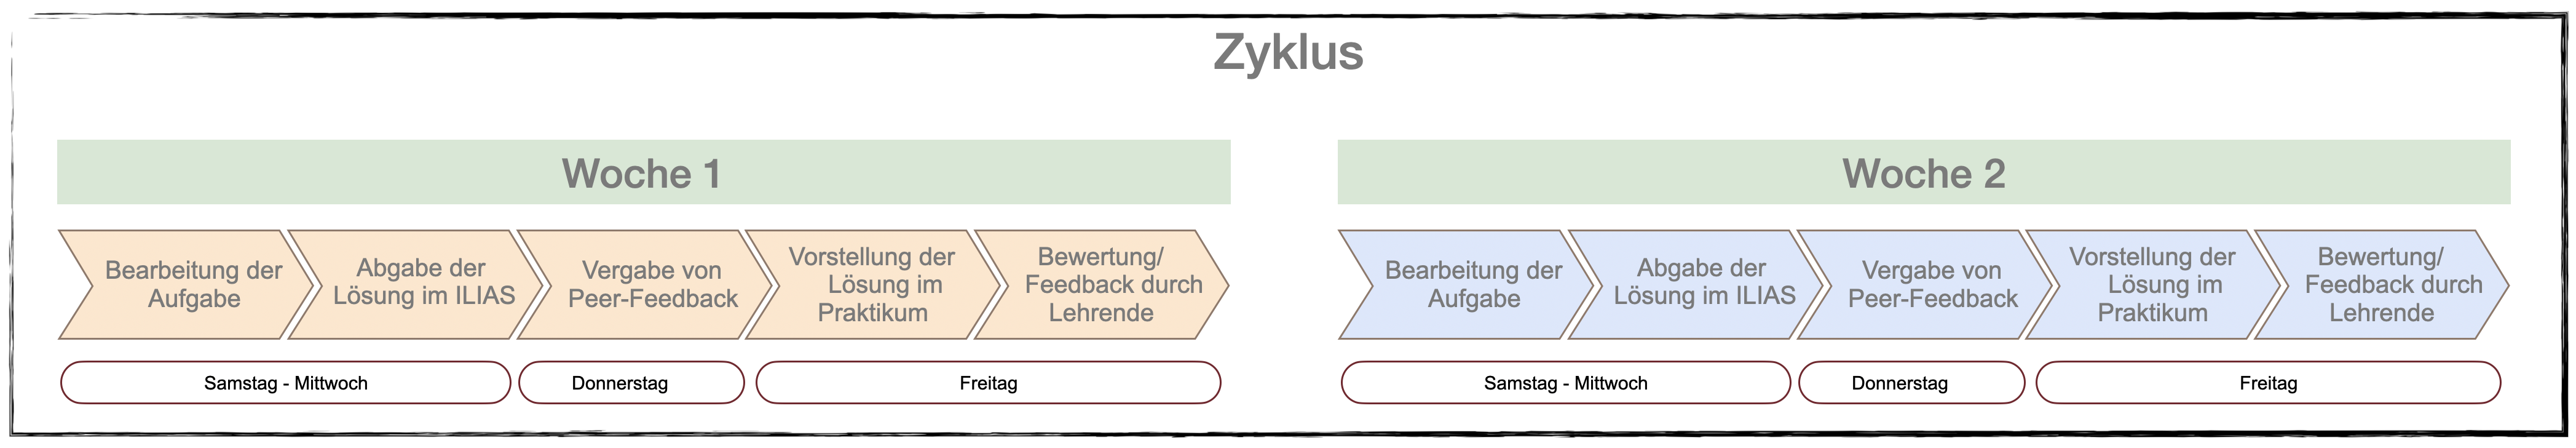 Zyklus
Woche 1
Bearbeitung der
Aufgabe
Abgabe der
Lösung im ILIAS
Vergabe von
Peer-Feedback
Vorstellung der
Lösung im
Praktikum
Bewertung/
Feedback durch
Lehrende
Samstag - Mittwoch
Donnerstag
Freitag
Woche 2
Bearbeitung der
Aufgabe
Abgabe der
Lösung im ILIAS
Vergabe von
Peer-Feedback
Vorstellung der
Lösung im
Praktikum
Bewertung/
Feedback durch
Lehrende
Samstag - Mittwoch
Donnerstag
Freitag